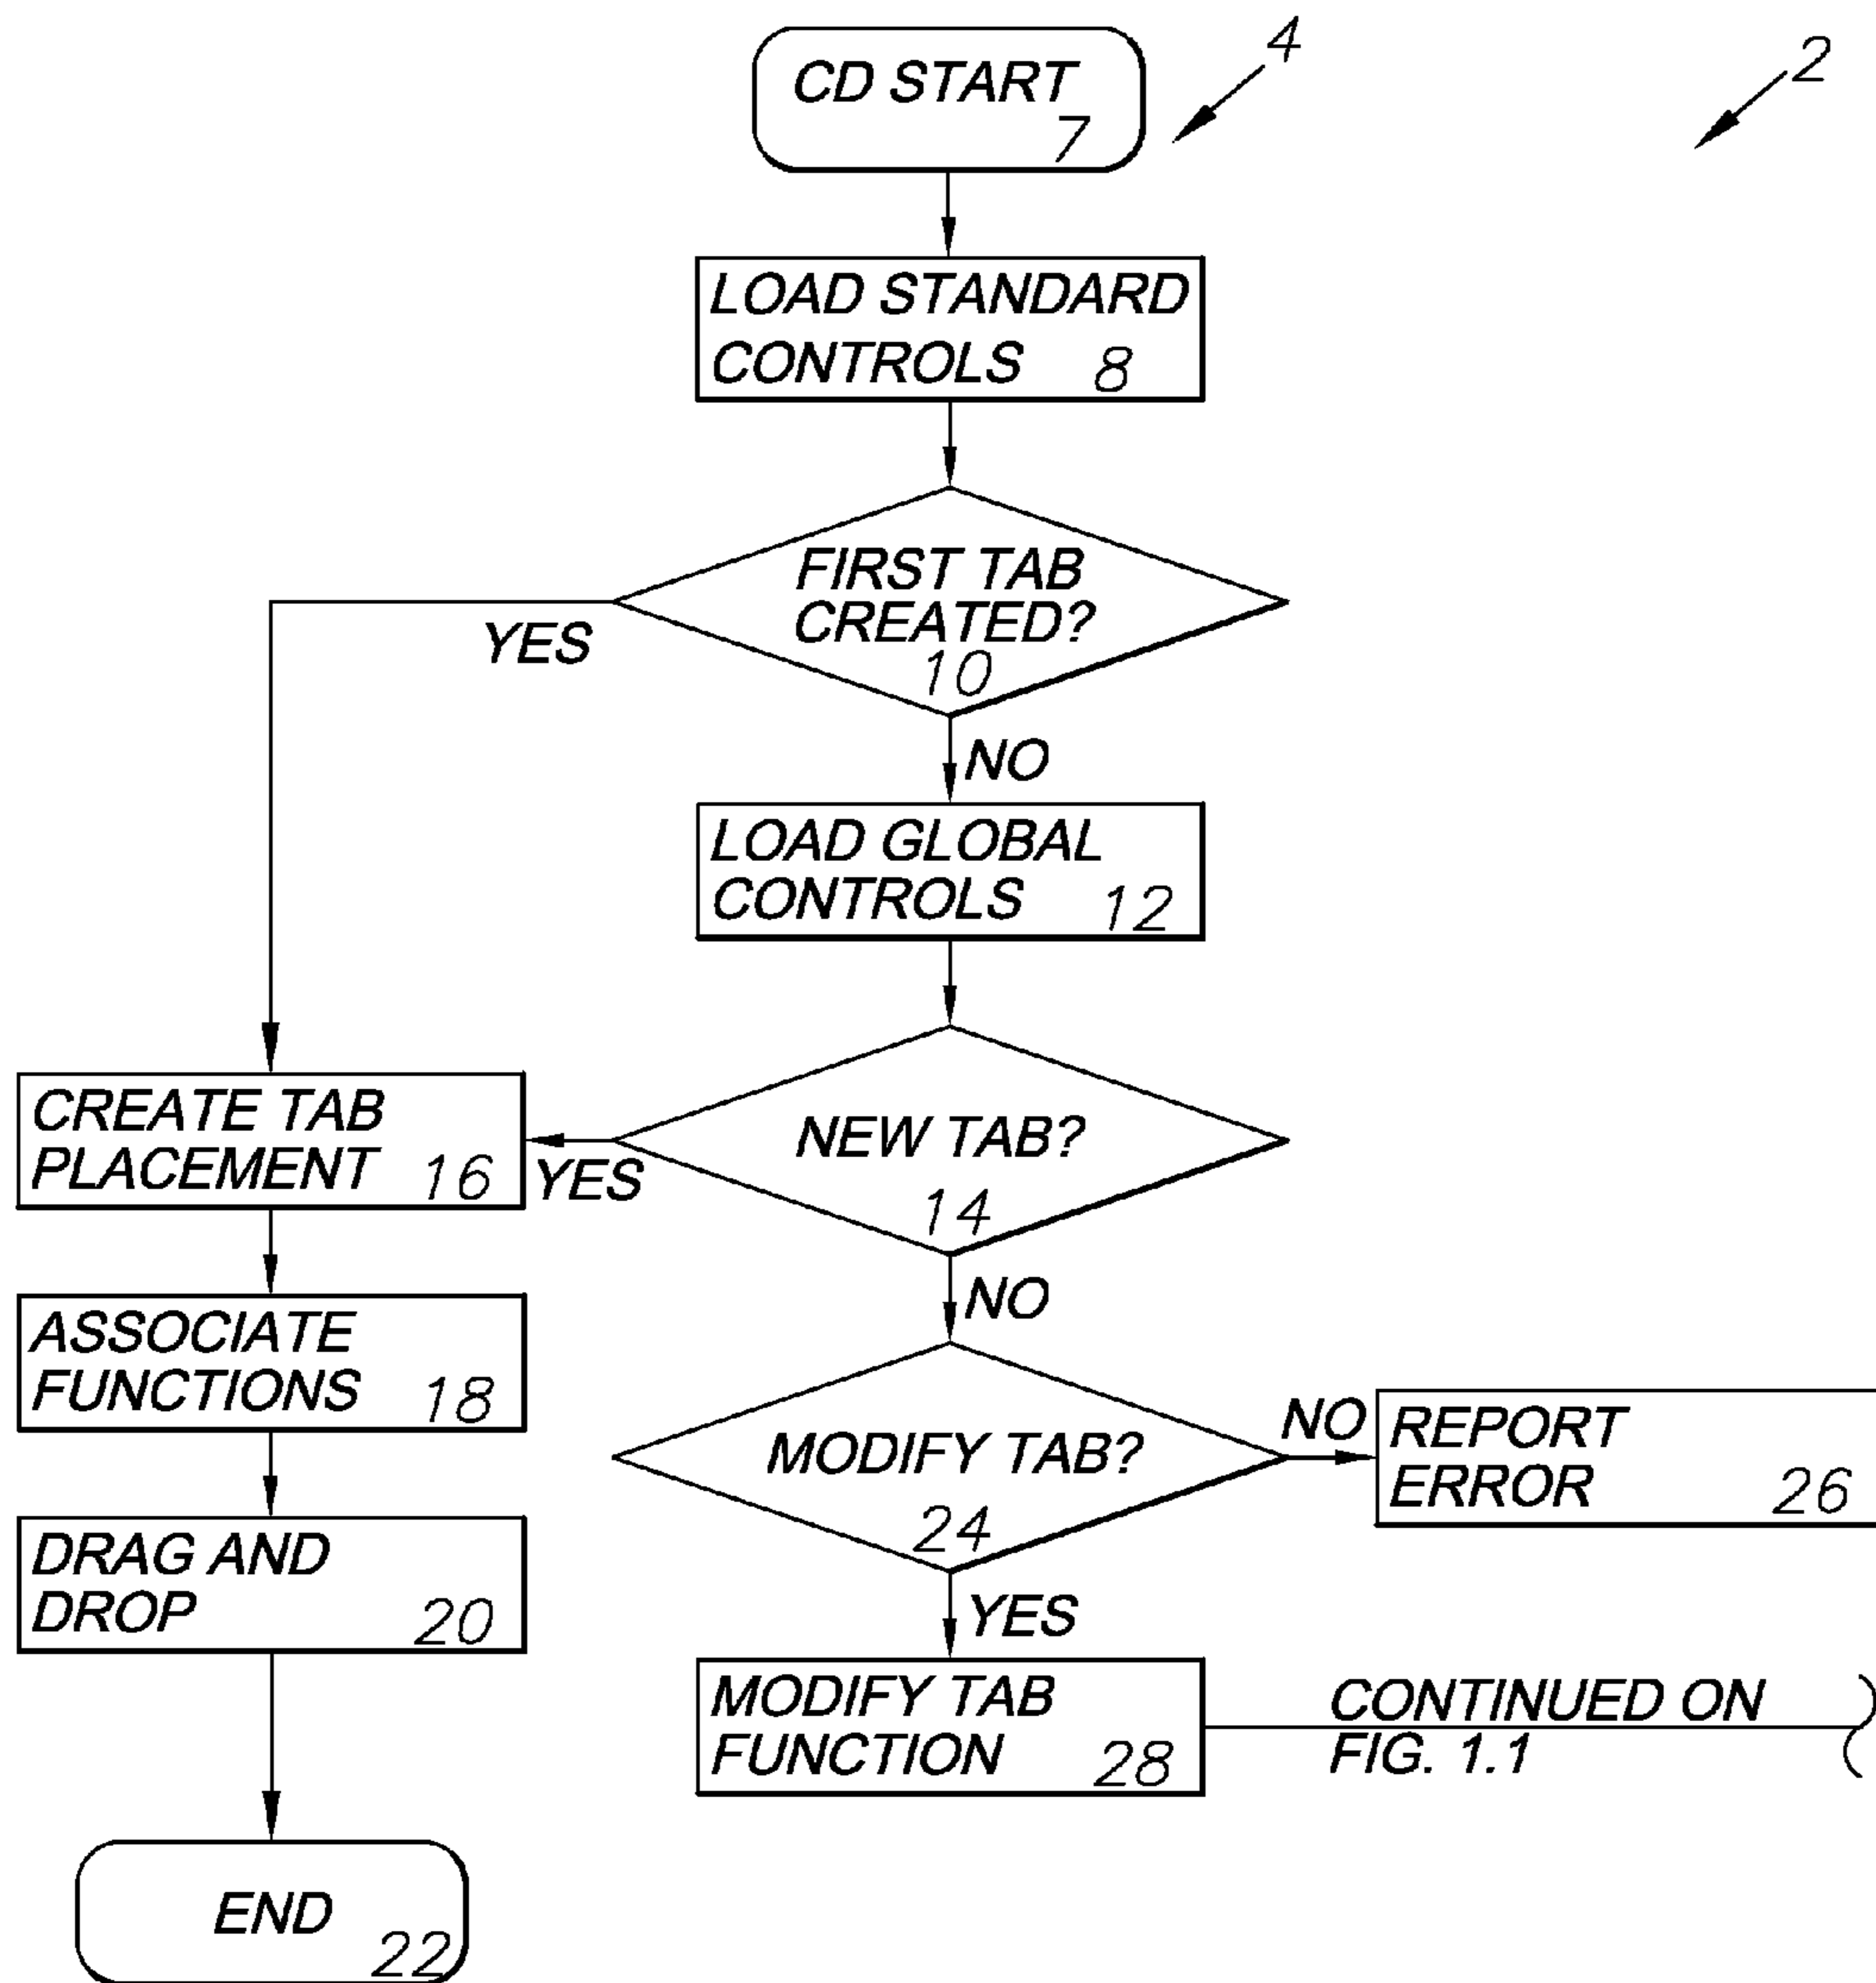 4
2
CD START
7
LOAD STANDARD
CONTROLS 8
FIRST TAB
CREATED?
10
YES
NO
LOAD GLOBAL
CONTROLS 12
NEW TAB?
14
YES
CREATE TAB
PLACEMENT 16
NO
ASSOCIATE
FUNCTIONS 18
MODIFY TAB?
24
NO
REPORT
ERROR 26
DRAG AND
DROP 20
YES
MODIFY TAB
FUNCTION 28
CONTINUED ON
FIG. 1.1
END
22